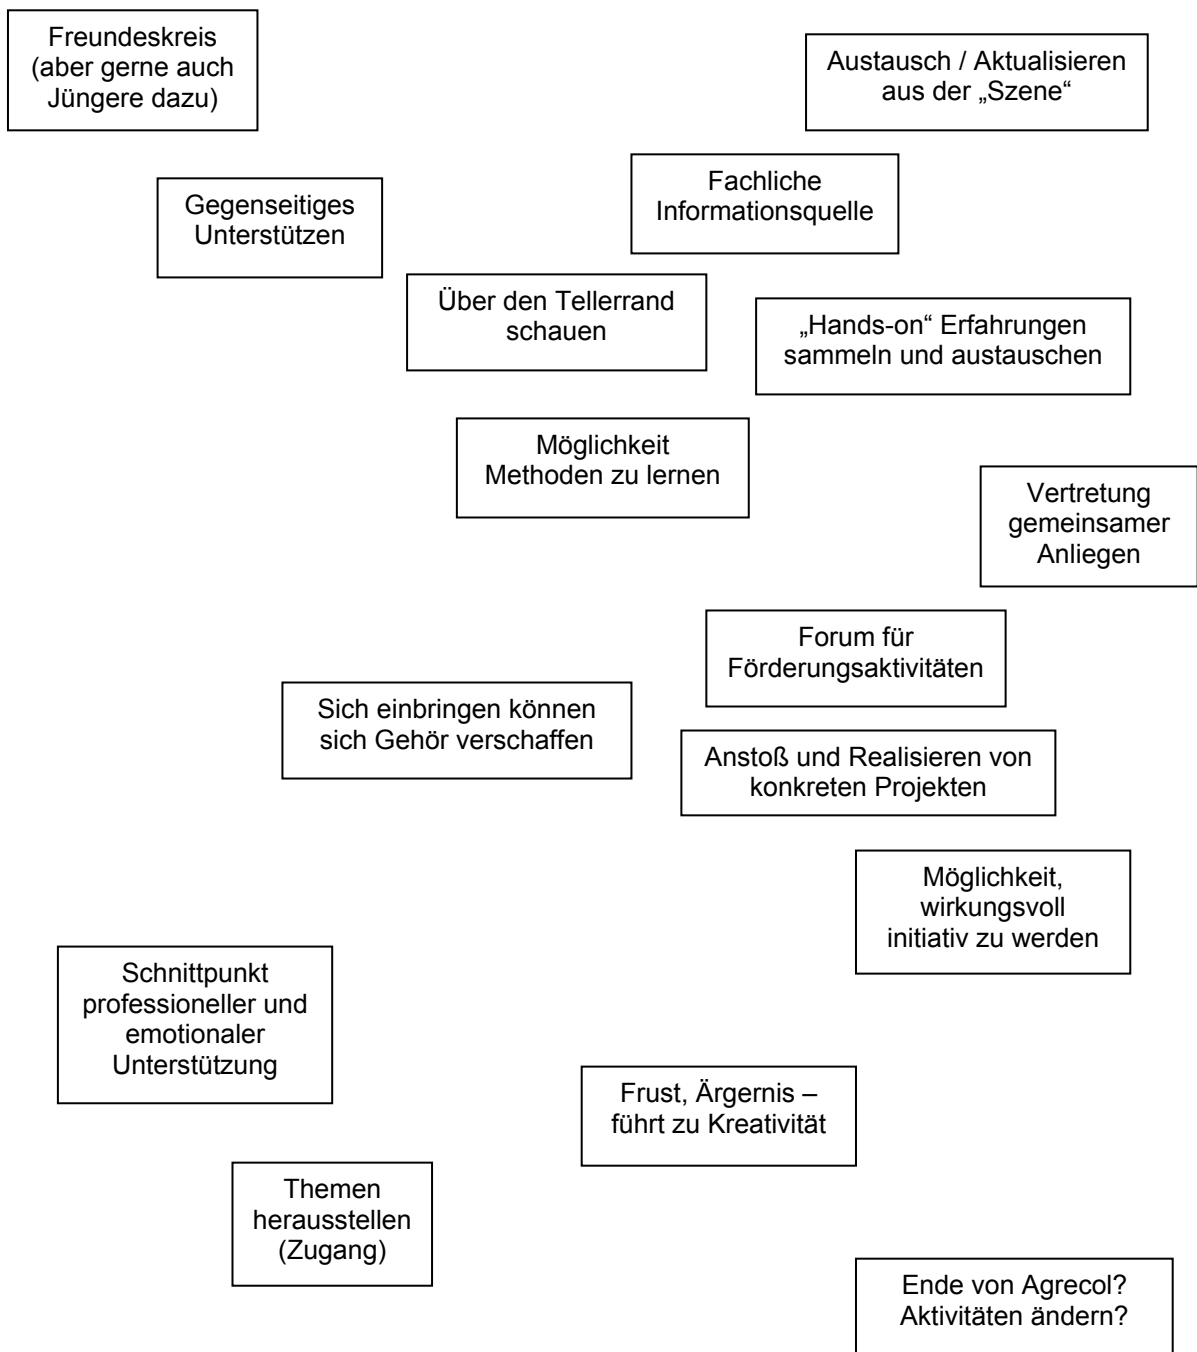 Freundeskreis
(aber gerne auch
Jüngere dazu)
Austausch / Aktualisieren
aus der „Szene“
Fachliche
Informationsquelle
Gegenseitiges
Unterstützen
Über den Tellerrand
schauen
„Hands-on“ Erfahrungen
sammeln und austauschen
Möglichkeit
Methoden zu lernen
Vertretung
gemeinsamer
Anliegen
Forum für
Förderungsaktivitäten
Sich einbringen können
sich Gehör verschaffen
Anstoß und Realisieren von
konkreten Projekten
Möglichkeit,
wirkungsvoll
initiativ zu werden
Schnittpunkt
professioneller und
emotionaler
Unterstützung
Frust, Ärgernis –
führt zu Kreativität
Themen
herausstellen
(Zugang)
Ende von Agrecol?
Aktivitäten ändern?